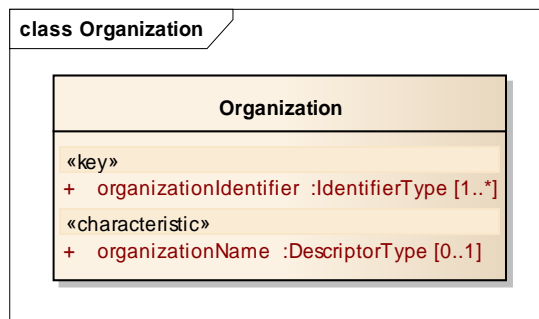 class Organization
Organization
«key»
+ organizationIdentifier :IdentifierType [1..*]
«characteristic»
+ organizationName :DescriptorType [0..1]